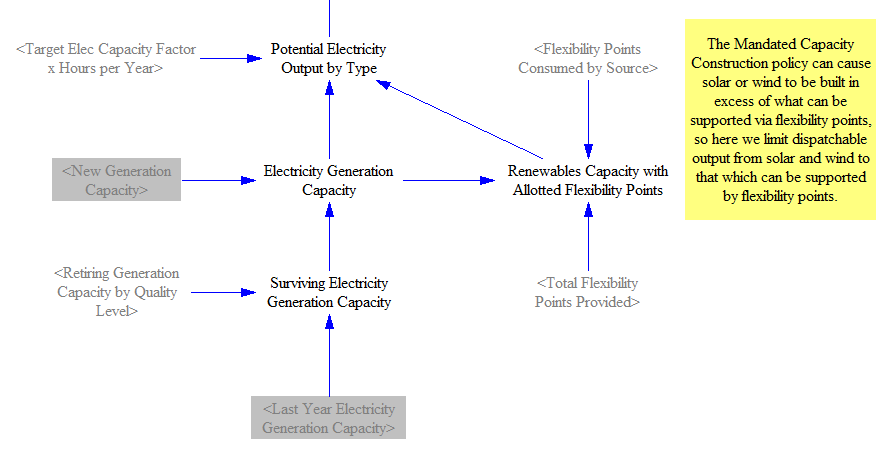 <Target Elec Capacity Factor
x Hours per Year>
Potential Electricity
Output by Type
<Flexibility Points
Consumed by Source>
The Mandated Capacity
Construction policy can cause
solar or wind to be built in
excess of what can be
supported via flexibility points,
so here we limit dispatchable
output from solar and wind to
that which can be supported
by flexibility points.
<New Generation
Capacity>
Electricity Generation
Capacity
Renewables Capacity with
Allotted Flexibility Points
<Retiring Generation
Capacity by Quality
Level>
Surviving Electricity
Generation Capacity
<Total Flexibility
Points Provided>
<Last Year Electricity
Generation Capacity>